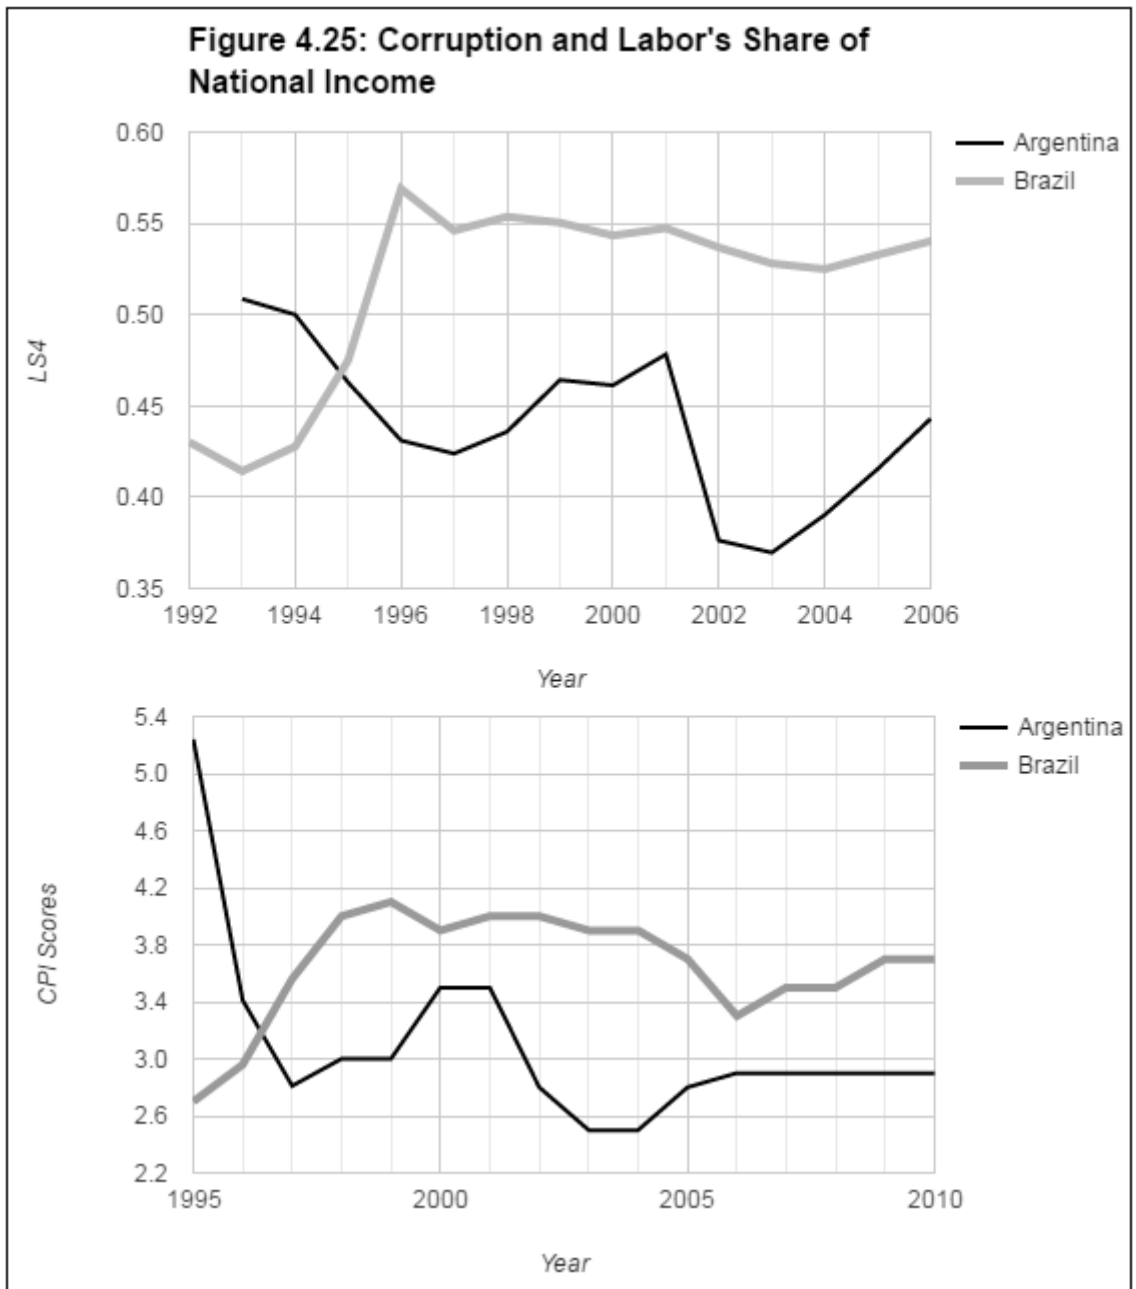 Figure 4.25: Corruption and Labor's Share of
National Income
0.60
0.55
0.50
0.45
0.40
0.35
LS4
1992 1994 1996 1998 2000 2002 2004 2006
Year
Argentina
Brazil
5.4
5.0
4.6
4.2
3.8
3.4
3.0
2.6
2.2
CPI Scores
1995 2000 2005 2010
Year
Argentina
Brazil